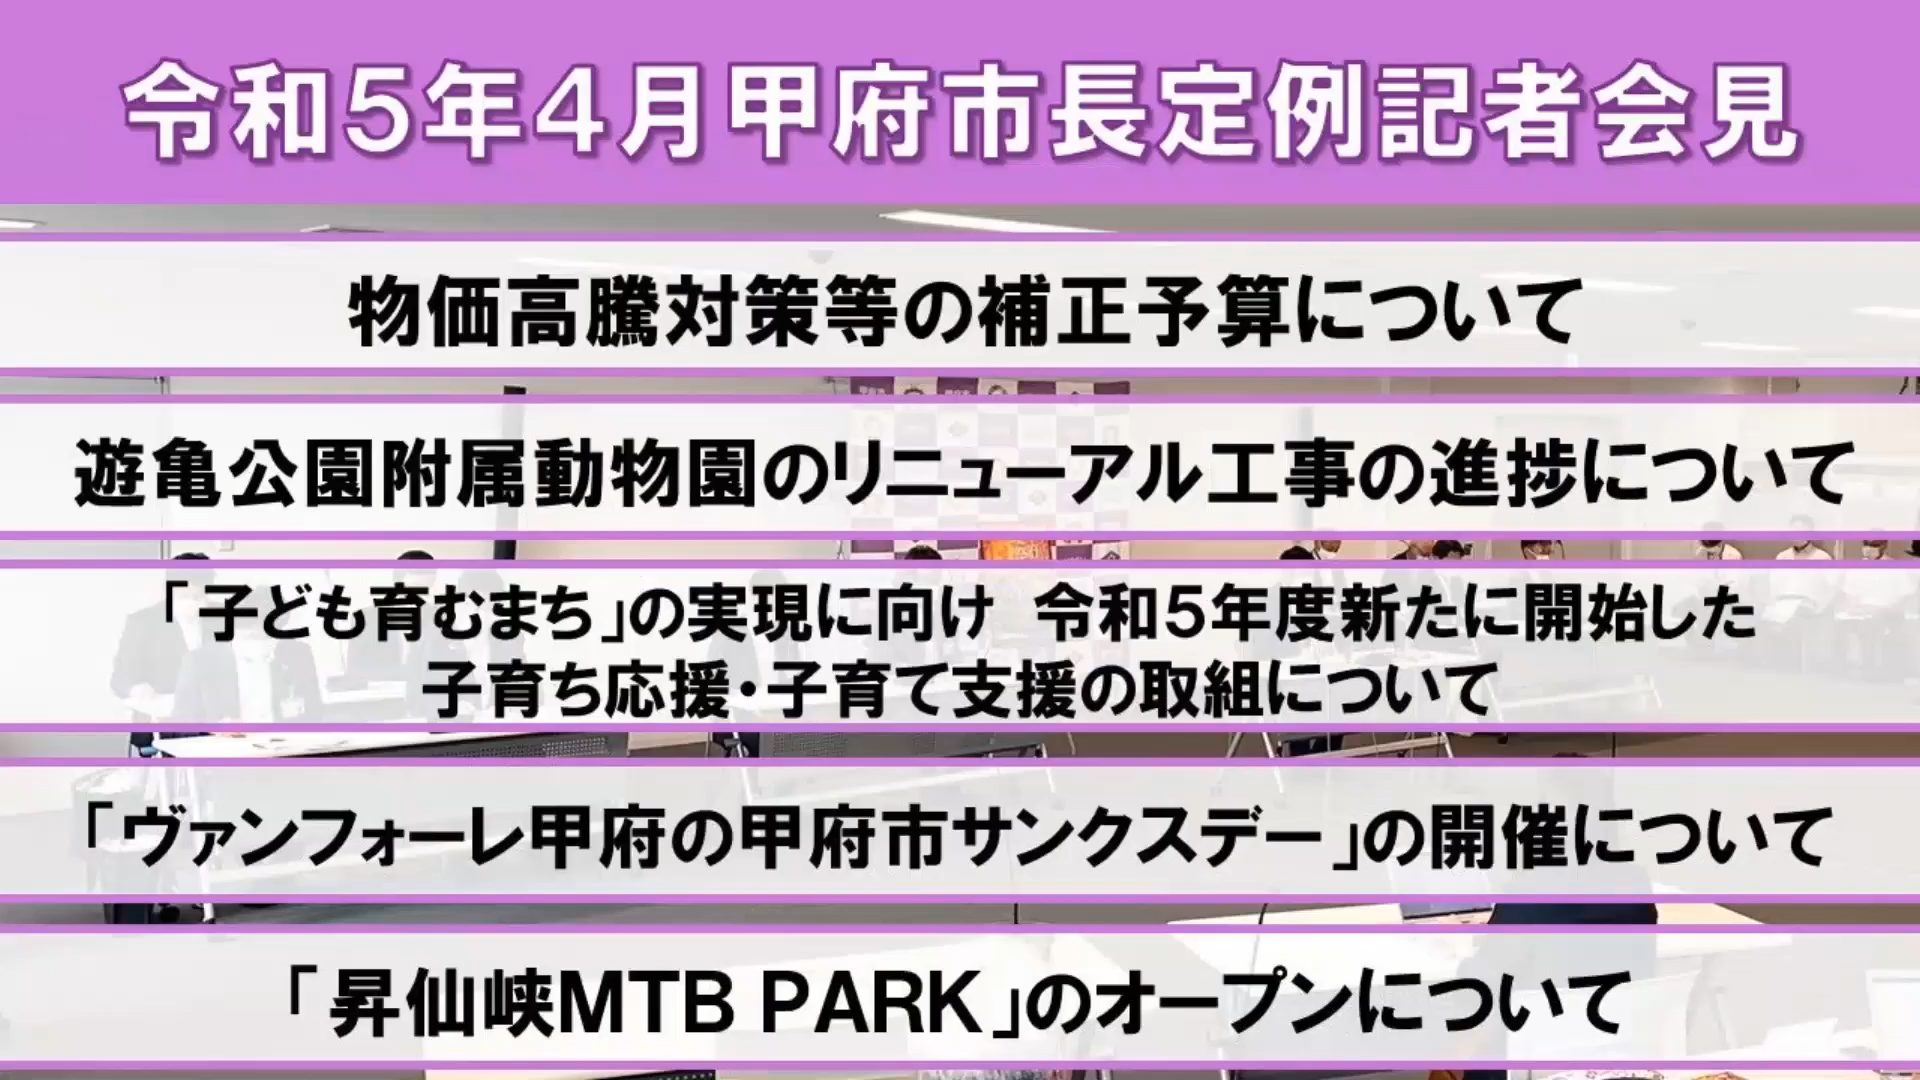 令和5年4月甲府市長定例記者会見
物価高騰対策等の補正予算について
遊亀公園附属動物園のリニューアル工事の進捗について
「子ども育むまち」の実現に向け　令和5年度新たに開始した
子育ち応援・子育て支援の取組について
「ヴァンフォーレ甲府の甲府市サンクスデー」の開催について
「昇仙峡MTB PARK」のオープンについて